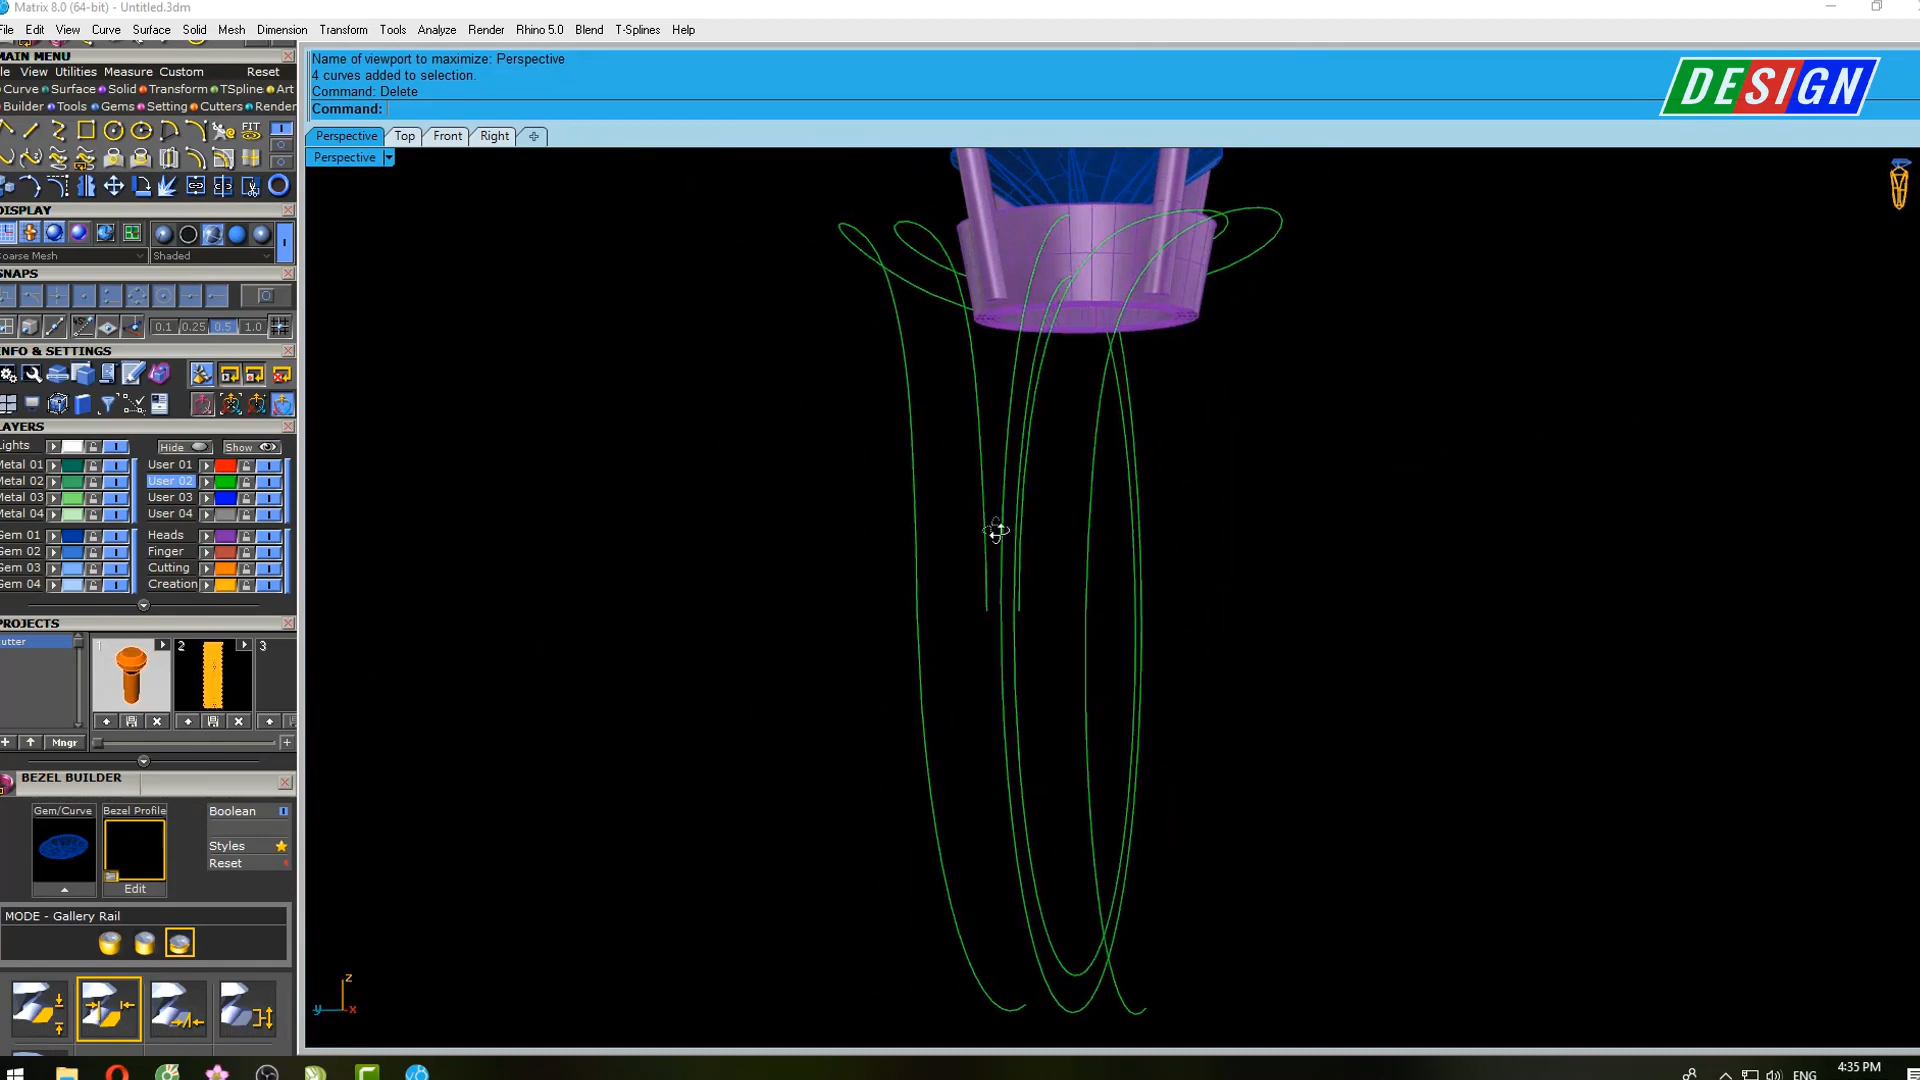 Matrix 8.0 (64-bit) - Untitled.3dm
File Edit View Curve Surface Solid Mesh Dimension Transform Tools Analyze Render Rhino 5.0 Blend T-Splines Help
MAIN MENU
le View Utilities Measure Custom Reset
Curve Surface Solid Transform TSpline Art
Builder Tools Gems Setting Cutters Render
FIT
DISPLAY
oarse Mesh Shaded
SNAPS
0.1 0.25 0.5 1.0
INFO & SETTINGS
LAYERS
Lights Hide Show
Metal 01 User 01
Metal 02 User 02
Metal 03 User 03
Metal 04 User 04
Gem 01 Heads
Gem 02 Finger
Gem 03 Cutting
Gem 04 Creation
PROJECTS
utter
1 2 3
Mngr
BEZEL BUILDER
Gem/Curve Bezel Profile Boolean
Styles
Reset
Edit
MODE - Gallery Rail
Name of viewport to maximize: Perspective
4 curves added to selection.
Command: Delete
Command:
DESIGN
Perspective Top Front Right
Perspective
z
y x
ENG
4:35 PM